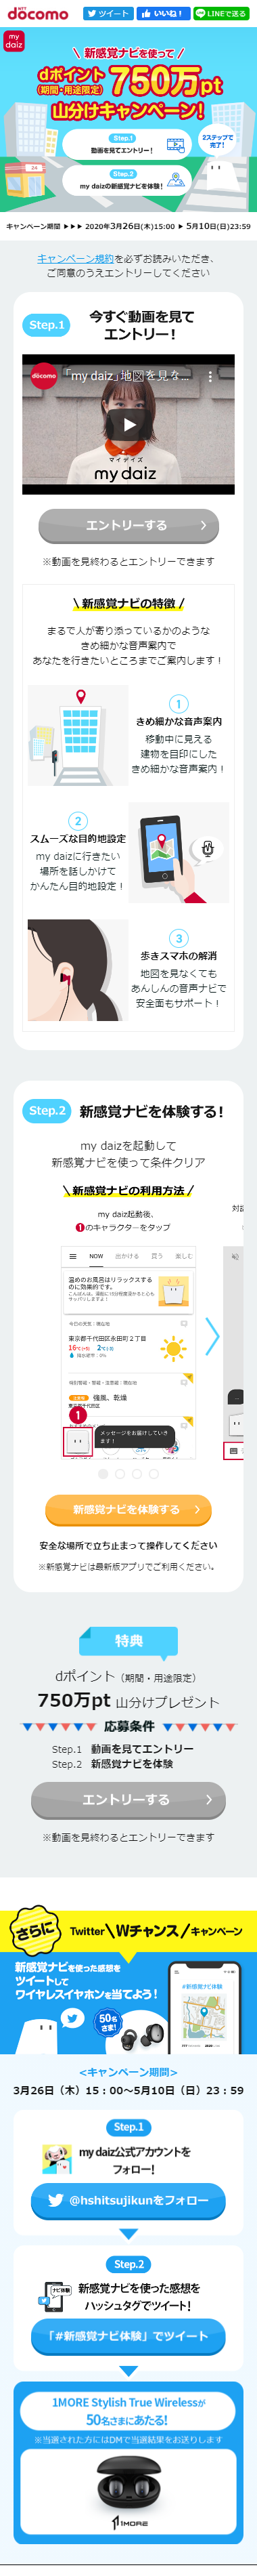 NTT
döcomo
ツイート
いいね！
LINEで送る
my
daiz
新感覚ナビを使って
dポイント
(期間・用途限定)
750万pt
山分けキャンペーン！
Step.1
動画を見てエントリー！
2ステップで
完了！
Step.2
my daizの新感覚ナビを体験！
24
キャンペーン期間 ▶▶▶ 2020年3月26日(木)15:00 ▶ 5月10日(日)23:59
キャンペーン規約を必ずお読みいただき、
ご同意のうえエントリーしてください
Step.1
今すぐ動画を見て
エントリー！
döcomo
「my daiz」地図を見な...
マイデイズ
my daiz
エントリーする
※動画を見終わるとエントリーできます
新感覚ナビの特徴
まるで人が寄り添っているかのような
きめ細かな音声案内で
あなたを行きたいところまでご案内します！
1
きめ細かな音声案内
移動中に見える
建物を目印にした
きめ細かな音声案内！
2
スムーズな目的地設定
my daizに行きたい
場所を話しかけて
かんたん目的地設定！
3
歩きスマホの解消
地図を見なくても
あんしんの音声ナビで
安全面もサポート！
Step.2
新感覚ナビを体験する！
my daizを起動して
新感覚ナビを使って条件クリア
新感覚ナビの利用方法
my daiz起動後、
1のキャラクターをタップ
対話
NOW 出かける 買う 楽しむ
温めのお風呂はリラックスする
のに効果的です。
今日の天気：現在地
東京都千代田区永田町２丁目
16℃ 2℃
強風、乾燥
1
メッセージをお届けしていき
ます！
新感覚ナビを体験する
安全な場所で立ち止まって操作してください
※新感覚ナビは最新版アプリでご利用ください。
特典
dポイント（期間・用途限定）
750万pt 山分けプレゼント
応募条件
Step.1 動画を見てエントリー
Step.2 新感覚ナビを体験
エントリーする
※動画を見終わるとエントリーできます
さらに
Twitter\Wチャンス/キャンペーン
新感覚ナビを使った感想を
ツイートして
ワイヤレスイヤホンを当てよう！
50名
さま！
#新感覚ナビ体験
<キャンペーン期間>
3月26日（木）15：00〜5月10日（日）23：59
Step.1
my daiz公式アカウントを
フォロー！
@hshitsujikunをフォロー
Step.2
ナビ体験
新感覚ナビを使った感想を
ハッシュタグでツイート！
「#新感覚ナビ体験」でツイート
1MORE Stylish True Wirelessが
50名さまにあたる！
※当選された方にはDMで当選結果をお送りします
1MORE